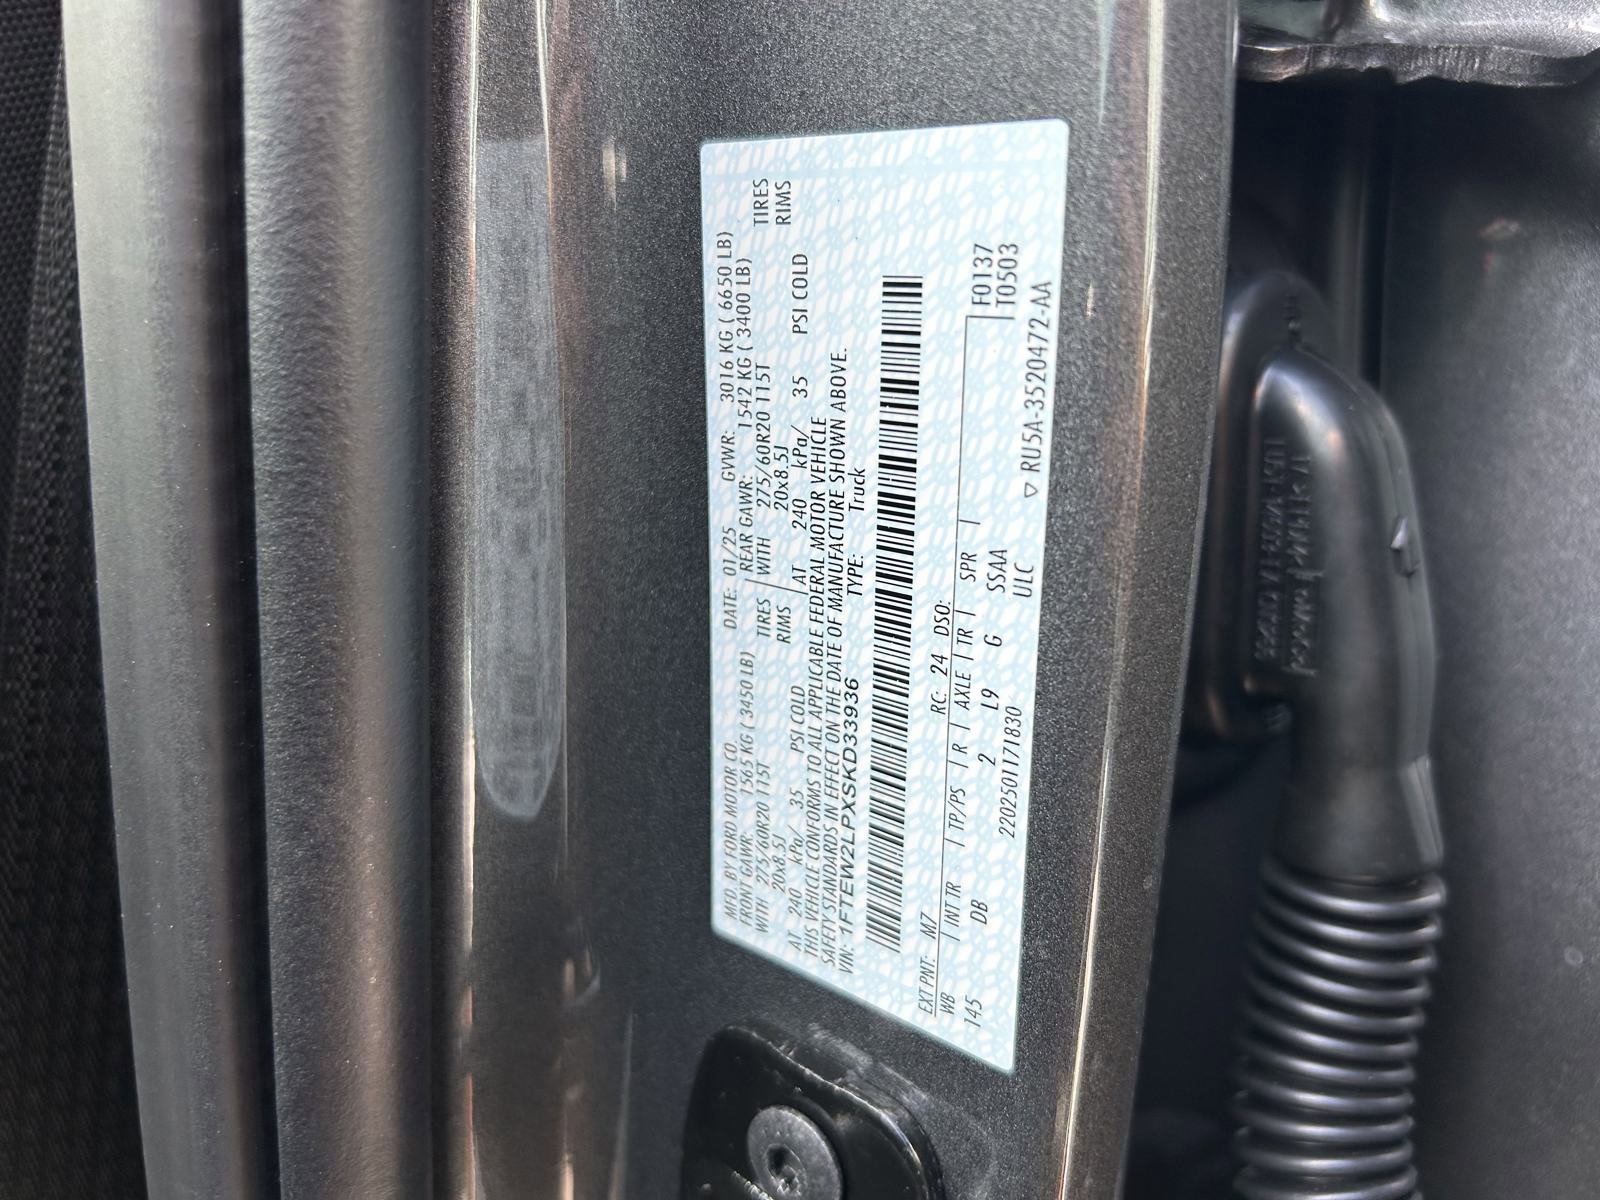 MFD. BY FORD MOTOR CO. DATE: 01/25 GVWR: 3016 KG ( 6650 LB)
FRONT GAWR: 1565 KG ( 3450 LB) REAR GAWR: 1542 KG ( 3400 LB)
WITH 275/60R20 115T TIRES WITH 275/60R20 115T TIRES
20x8.5J RIMS 20x8.5J RIMS
AT 240 kPa/ 35 PSI COLD AT 240 kPa/ 35 PSI COLD
THIS VEHICLE CONFORMS TO ALL APPLICABLE FEDERAL MOTOR VEHICLE
SAFETY STANDARDS IN EFFECT ON THE DATE OF MANUFACTURE SHOWN ABOVE.
VIN: 1FTEW2LPXSKD33936 TYPE: Truck
EXT PNT: M7 RC: 24 DSO: F0137
WB | INT TR | TP/PS | R | AXLE | TR | SPR | T0503
145 DB 2 L9 G SSAA
2202501171830 ULC ▽ RU5A-3520472-AA